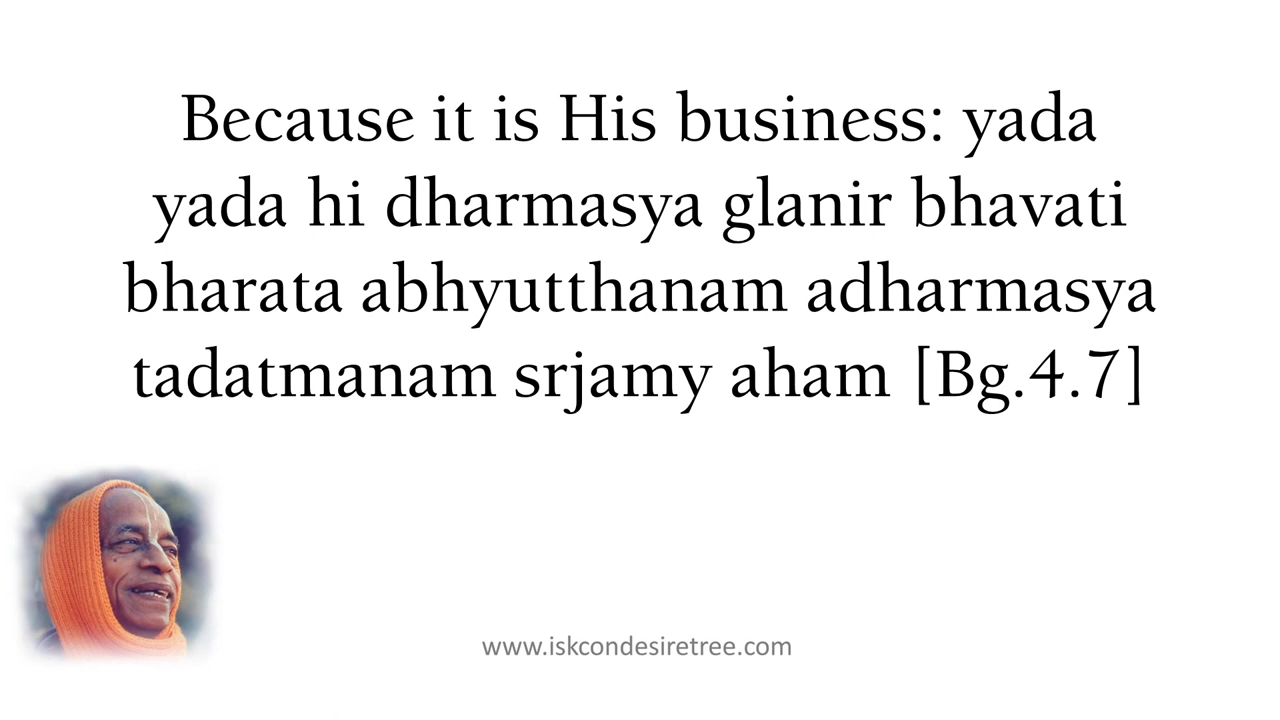 Because it is His business: yada
yada hi dharmasya glanir bhavati
bharata abhyutthanam adharmasya
tadatmanam srjamy aham [Bg.4.7]
www.iskcondesiretree.com